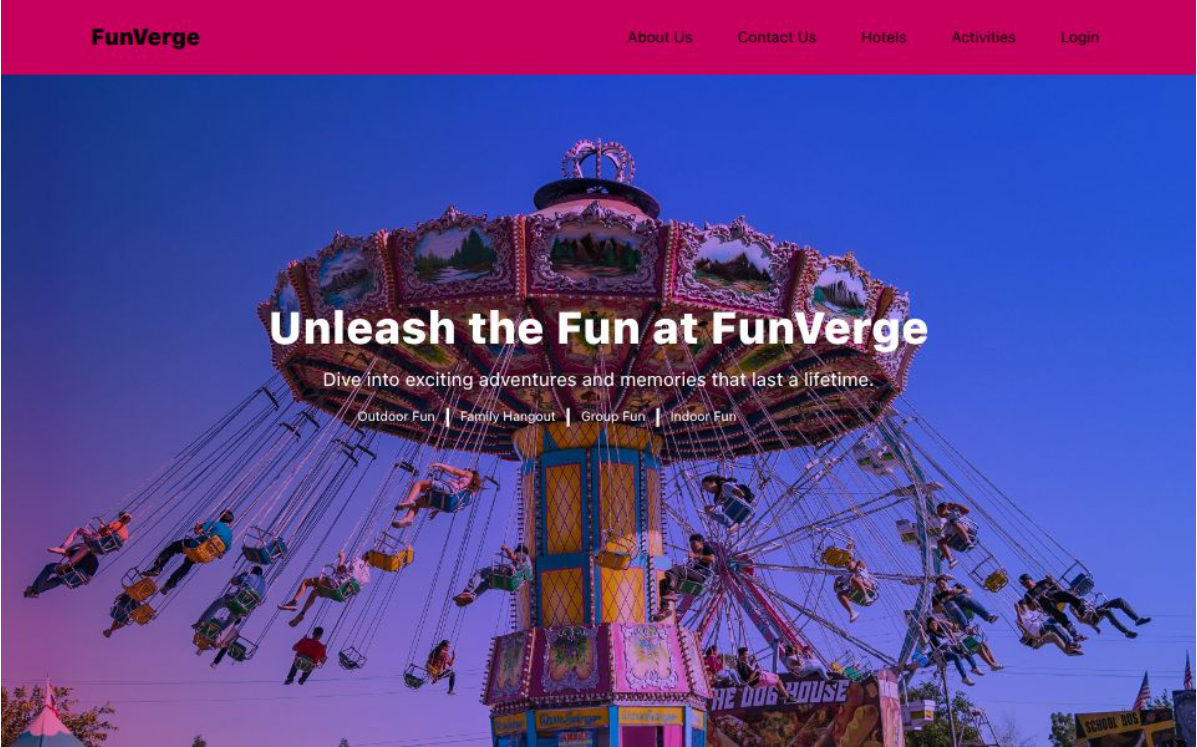 FunVerge
About Us Contact Us Hotels Activities Login
Unleash the Fun at FunVerge
Dive into exciting adventures and memories that last a lifetime.
Outdoor Fun | Family Hangout | Group Fun | Indoor Fun
HE DOG HOUSE
SCHOOL BUS